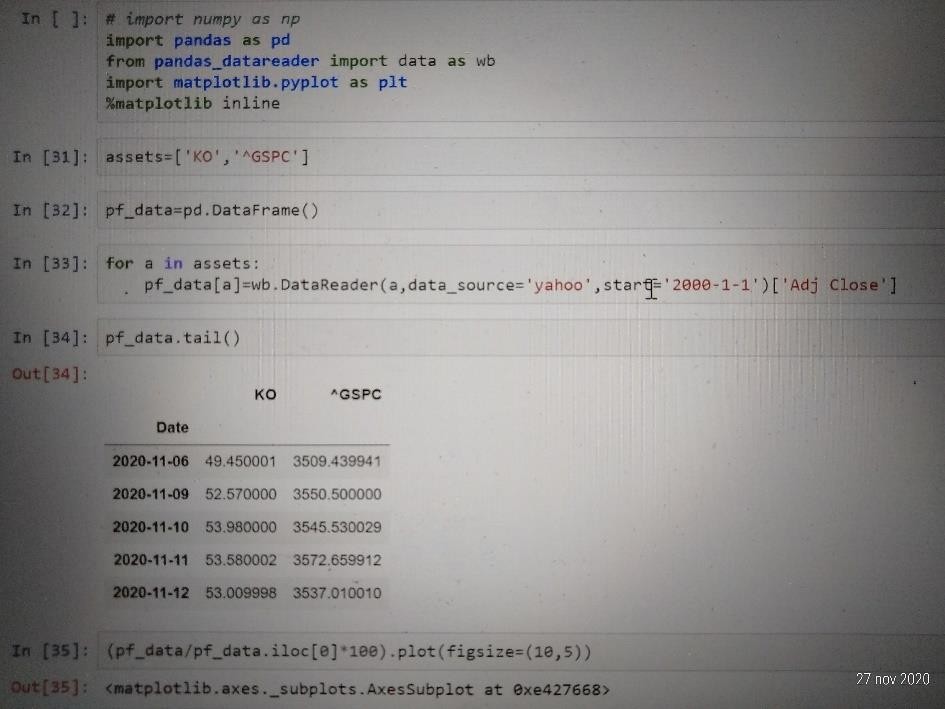 In [ ]: # import numpy as np
import pandas as pd
from pandas_datareader import data as wb
import matplotlib.pyplot as plt
%matplotlib inline
In [31]: assets=['KO','^GSPC']
In [32]: pf_data=pd.DataFrame()
In [33]: for a in assets:
pf_data[a]=wb.DataReader(a,data_source='yahoo',start='2000-1-1')['Adj Close']
In [34]: pf_data.tail()
Out[34]:
KO ^GSPC
Date
2020-11-06 49.450001 3509.439941
2020-11-09 52.570000 3550.500000
2020-11-10 53.980000 3545.530029
2020-11-11 53.580002 3572.659912
2020-11-12 53.009998 3537.010010
In [35]: (pf_data/pf_data.iloc[0]*100).plot(figsize=(10,5))
Out[35]: <matplotlib.axes._subplots.AxesSubplot at 0xe427668>
27 nov 2020